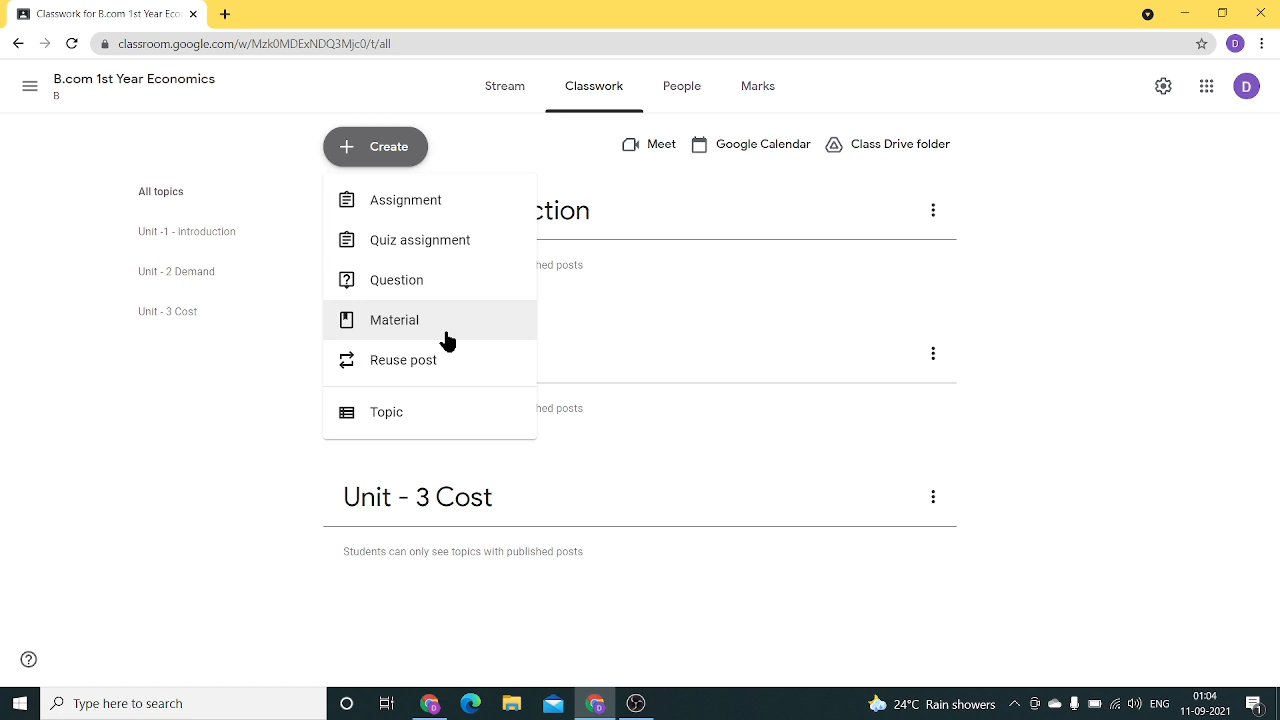 Classwork for B.com 1st Year Eco
classroom.google.com/w/Mzk0MDExNDQ3Mjc0/t/all
D
B.com 1st Year Economics
B
Stream
Classwork
People
Marks
D
Create
Meet
Google Calendar
Class Drive folder
All topics
Unit -1 - Introduction
Unit - 2 Demand
Unit - 3 Cost
Assignment
Quiz assignment
Question
Material
Reuse post
Topic
ction
hed posts
hed posts
Unit - 3 Cost
Students can only see topics with published posts
Type here to search
24°C Rain showers
ENG
01:04
11-09-2021
1